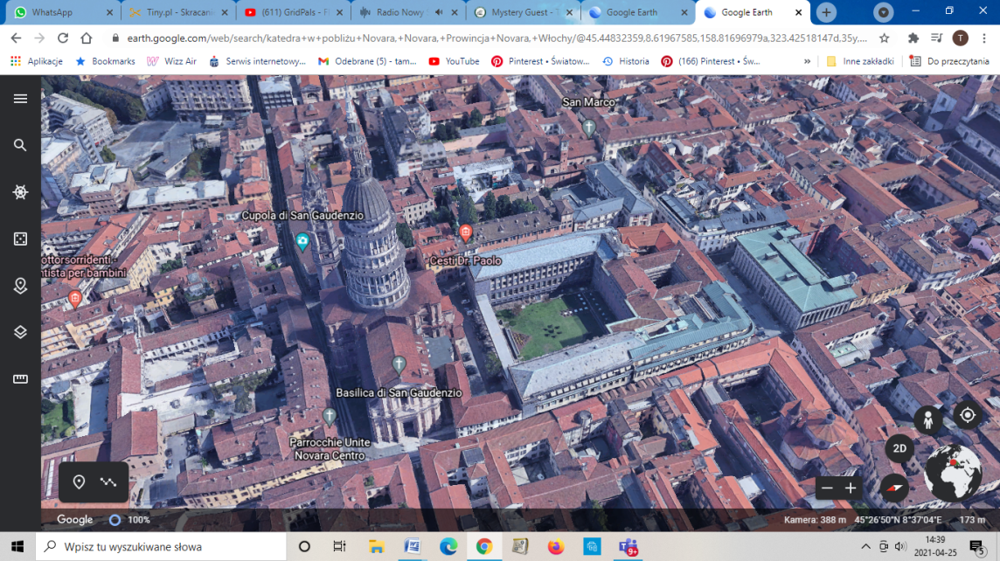 WhatsApp
Tiny.pl - Skracani
(611) GridPals - F
Radio Nowy
Mystery Guest -
Google Earth
Google Earth
earth.google.com/web/search/katedra+w+pobliżu+Novara,+Novara,+Prowincja+Novara,+Włochy/@45.44832359,8.61967585,158.81696979a,323.42518147d,35y,...
T
Aplikacje
Bookmarks
Wizz Air
Serwis internetowy...
Odebrane (5) - tam...
YouTube
Pinterest • Światow...
Historia
(166) Pinterest • Św...
»
Inne zakładki
Do przeczytania
San Marco
Cupola di San Gaudenzio
Cesti Dr. Paolo
ottorsorridenti -
ntista per bambini
Basilica di San Gaudenzio
Parrocchie Unite
Novara Centro
2D
Google
100%
Kamera: 388 m
45°26'50"N 8°37'04"E
173 m
Wpisz tu wyszukiwane słowa
9+
14:39
2021-04-25
5